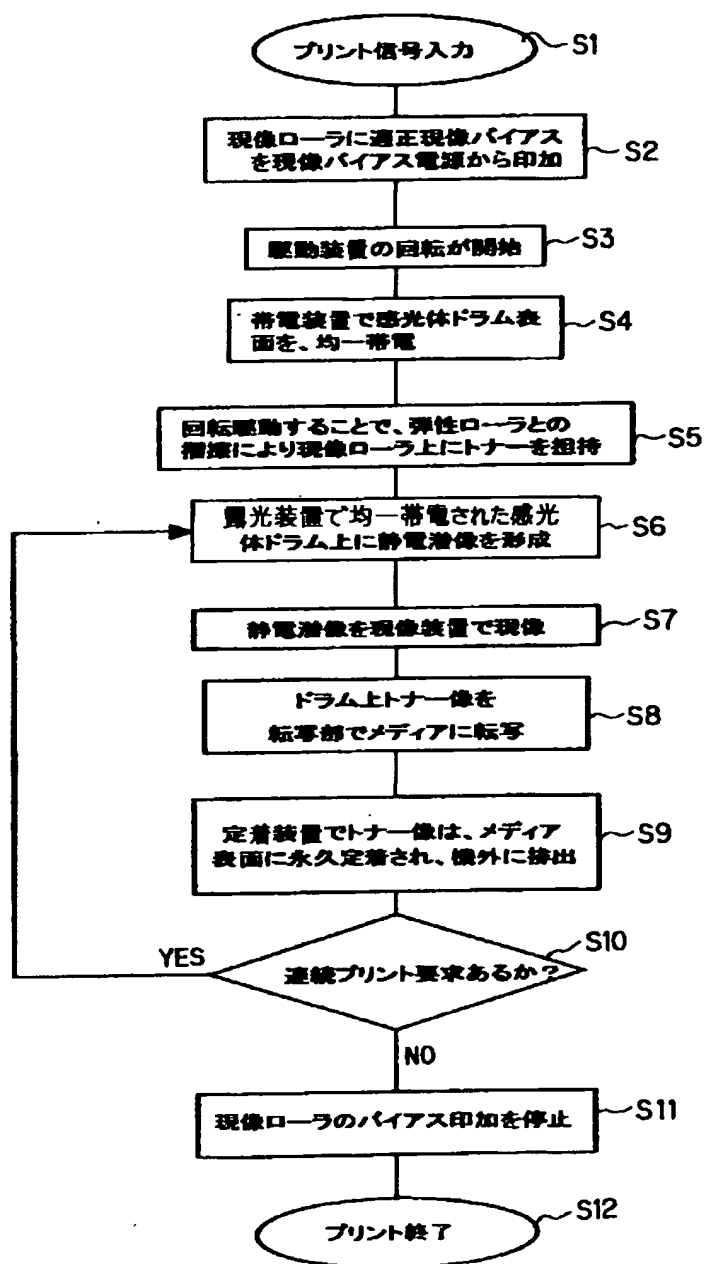 プリント信号入力
S1
現像ローラに適正現像バイアス
を現像バイアス電源から印加
S2
駆動装置の回転が開始
S3
帯電装置で感光体ドラム表
面を、均一帯電
S4
回転駆動することで、弾性ローラとの
摺擦により現像ローラ上にトナーを担持
S5
露光装置で均一帯電された感光
体ドラム上に静電潜像を形成
S6
静電潜像を現像装置で現像
S7
ドラム上トナー像を
転写部でメディアに転写
S8
定着装置でトナー像は、メディア
表面に永久定着され、機外に排出
S9
連続プリント要求あるか?
S10
YES
NO
現像ローラのバイアス印加を停止
S11
プリント終了
S12